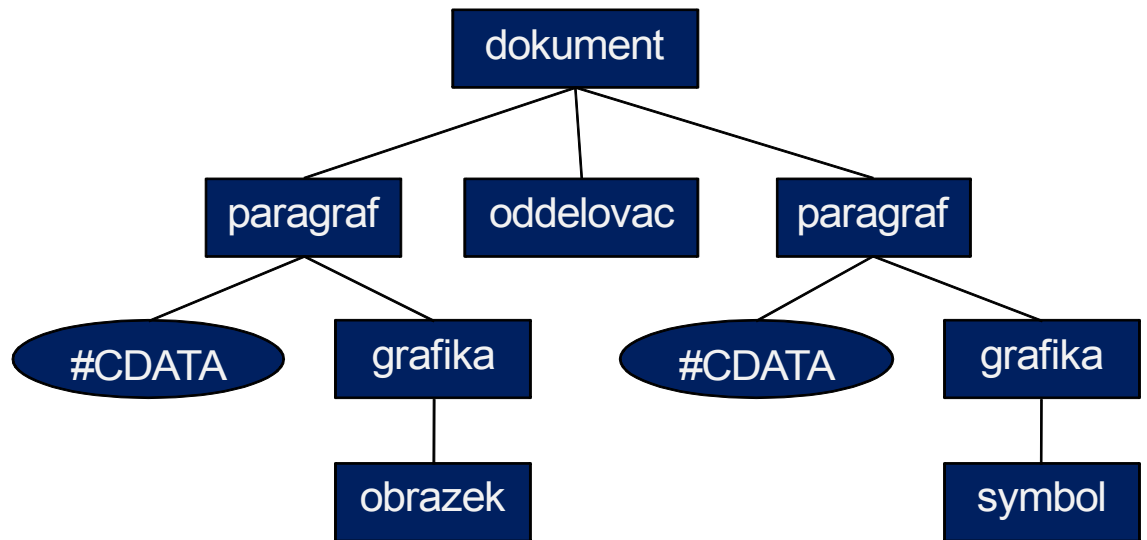 dokument
paragraf
oddelovac
paragraf
#CDATA
grafika
#CDATA
grafika
obrazek
symbol